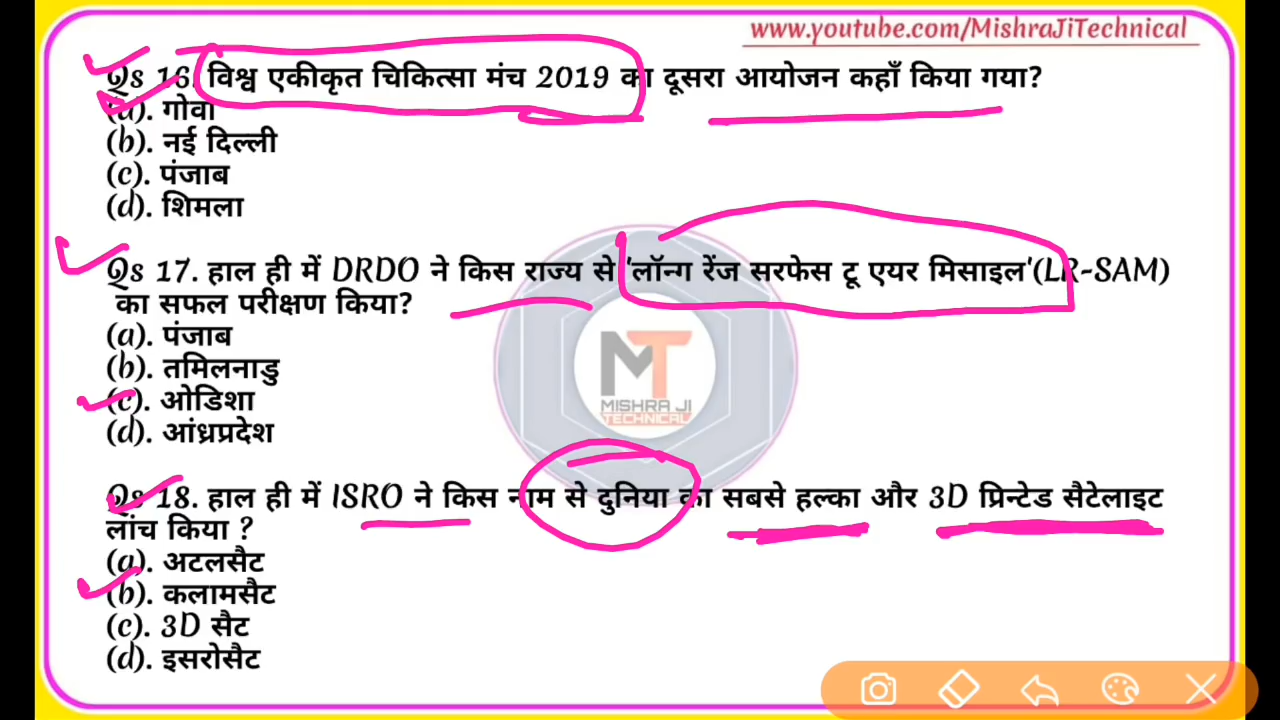 www.youtube.com/MishraJiTechnical
Qs 16. विश्व एकीकृत चिकित्सा मंच 2019 का दूसरा आयोजन कहाँ किया गया?
(a). गोवा
(b). नई दिल्ली
(c). पंजाब
(d). शिमला
Qs 17. हाल ही में DRDO ने किस राज्य से 'लॉन्ग रेंज सरफेस टू एयर मिसाइल'(LR-SAM)
का सफल परीक्षण किया?
(a). पंजाब
(b). तमिलनाडु
(c). ओडिशा
(d). आंध्रप्रदेश
MT
MISHRA JI
TECHNICAL
Qs 18. हाल ही में ISRO ने किस नाम से दुनिया का सबसे हल्का और 3D प्रिन्टेड सैटेलाइट
लांच किया ?
(a). अटलसैट
(b). कलामसैट
(c). 3D सैट
(d). इसरोसैट